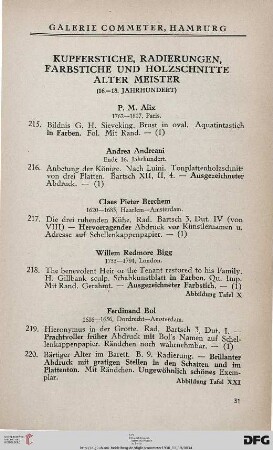 GALERIE COMMETER, HAMBURG
KUPFERSTICHE, RADIERUNGEN,
FARBSTICHE UND HOLZSCHNITTE
ALTER MEISTER
(16.—18. JAHRHUNDERT)
P. M. Alix
1762—1817, Paris.
215. Bildnis G. H. Sieveking. Brust in oval. Aquatintastich
in Farben. Fol. Mit Rand. — (1)
Andrea Andreani
Ende 16. Jahrhundert.
216. Anbetung der Könige. Nach Luini. Tonplattenholzschnitt
von drei Platten. Bartsch XII, II, 4. — Ausgezeichneter
Abdruck. — (1)
Claes Pieter Berchem
1620—1683, Haarlem—Amsterdam.
217. Die drei ruhenden Kühe. Rad. Bartsch 3, Dut. IV (von
VIII) — Hervorragender Abdruck vor Künstlernamen u.
Adresse auf Schellenkappenpapier. — (1)
Willem Redmore Bigg
1755—1794, London.
218. The benevolent Heir or the Tenant restored to his Family.
H. Gillbank sculp. Schabkunstblatt in Farben. Qu. Imp.
Mit Rand. Gerahmt. — Ausgezeichneter Farbstich. — (1)
Abbildung Tafel X
Ferdinand Bol
1616—1680, Dordrecht—Amsterdam.
219. Hieronymus in der Grotte. Rad. Bartsch 3, Dut. I. —
Prachtvoller früher Abdruck mit Bol's Namen auf Schel-
lenkappenpapier. Rändchen noch wahrnehmbar. — (1)
220. Bärtiger Alter im Barett. B. 9. Radierung. — Brillanter
Abdruck mit gratigen Stellen in den Schatten und im
Plattenton. Mit Rändchen. Ungewöhnlich schönes Exem-
plar.
Abbildung Tafel XXI
31
DFG